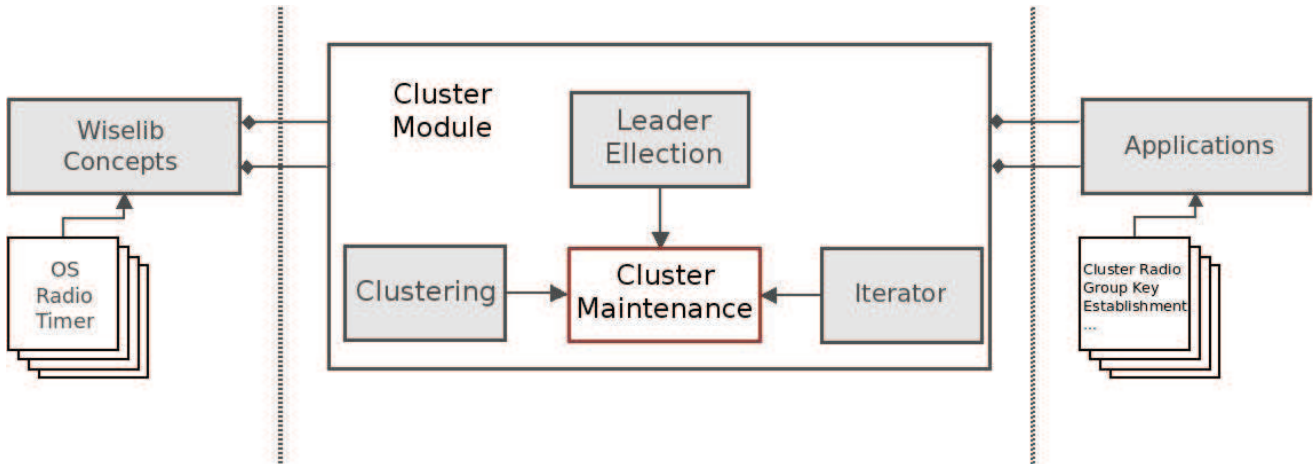 Wiselib
Concepts
OS
Radio
Timer
Cluster
Module
Leader
Ellection
Clustering
Cluster
Maintenance
Iterator
Applications
Cluster Radio
Group Key
Establishment
...